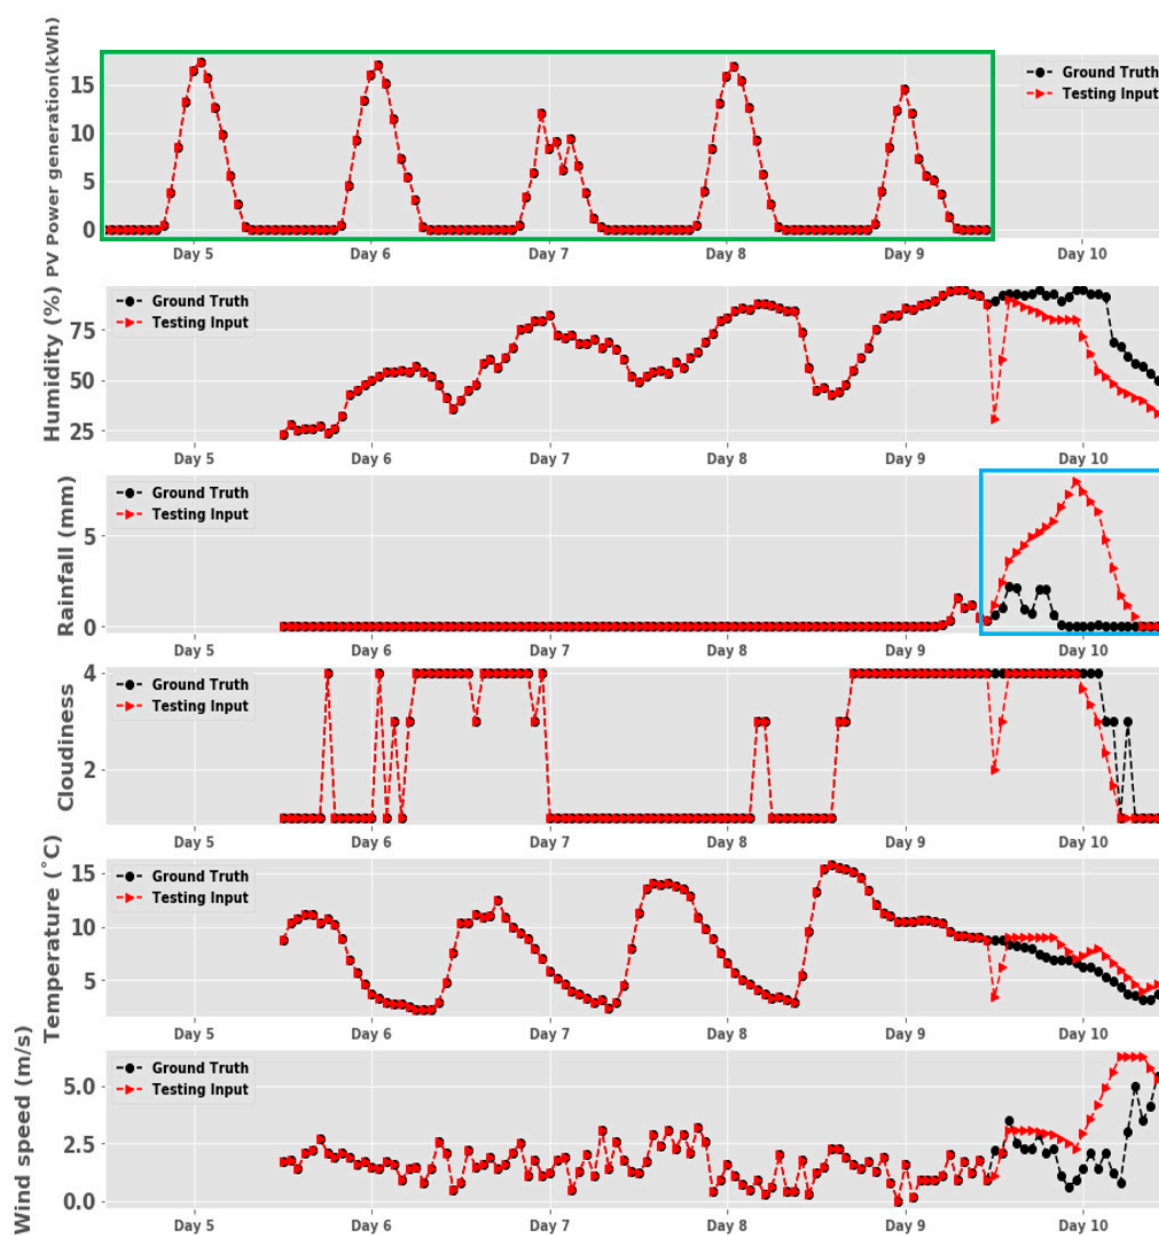 PV Power generation(kWh)
15
10
5
0
Ground Truth
Testing Input
Day 5 Day 6 Day 7 Day 8 Day 9 Day 10
Humidity (%)
75
50
25
Ground Truth
Testing Input
Day 5 Day 6 Day 7 Day 8 Day 9 Day 10
Rainfall (mm)
5
0
Ground Truth
Testing Input
Day 5 Day 6 Day 7 Day 8 Day 9 Day 10
Cloudiness
4
2
Ground Truth
Testing Input
Day 5 Day 6 Day 7 Day 8 Day 9 Day 10
Temperature (˚C)
15
10
5
Ground Truth
Testing Input
Day 5 Day 6 Day 7 Day 8 Day 9 Day 10
Wind speed (m/s)
5.0
2.5
0.0
Ground Truth
Testing Input
Day 5 Day 6 Day 7 Day 8 Day 9 Day 10